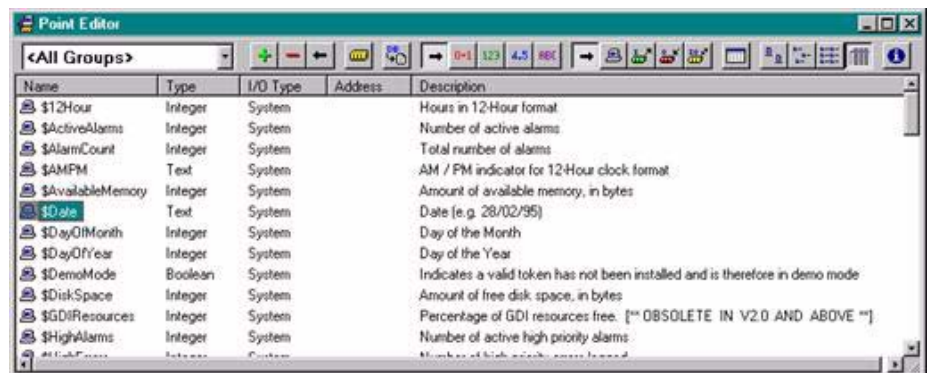 Point Editor
<All Groups>
0+1 123 4.5 ABC
Name Type I/O Type Address Description
$12Hour Integer System Hours in 12-Hour format
$ActiveAlarms Integer System Number of active alarms
$AlarmCount Integer System Total number of alarms
$AMPM Text System AM / PM indicator for 12-Hour clock format
$AvailableMemory Integer System Amount of available memory, in bytes
$Date Text System Date (e.g. 28/02/95)
$DayOfMonth Integer System Day of the Month
$DayOfYear Integer System Day of the Year
$DemoMode Boolean System Indicates a valid token has not been installed and is therefore in demo mode
$DiskSpace Integer System Amount of free disk space, in bytes
$GDIResources Integer System Percentage of GDI resources free. [** OBSOLETE IN V2.0 AND ABOVE **]
$HighAlarms Integer System Number of active high priority alarms